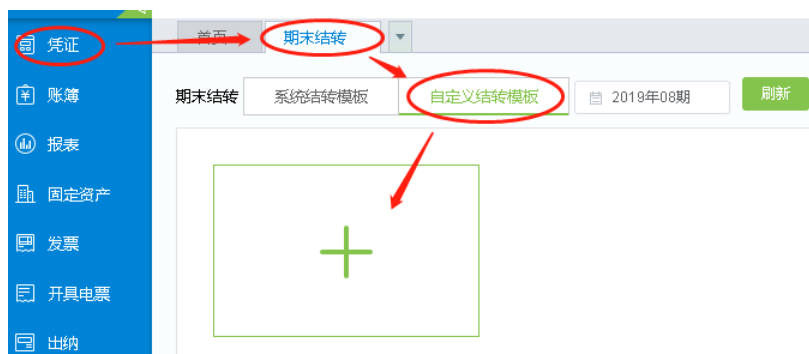 凭证
首页
期末结转
账簿
期末结转
系统结转模板
自定义结转模板
2019年08期
刷新
报表
固定资产
发票
开具电票
出纳